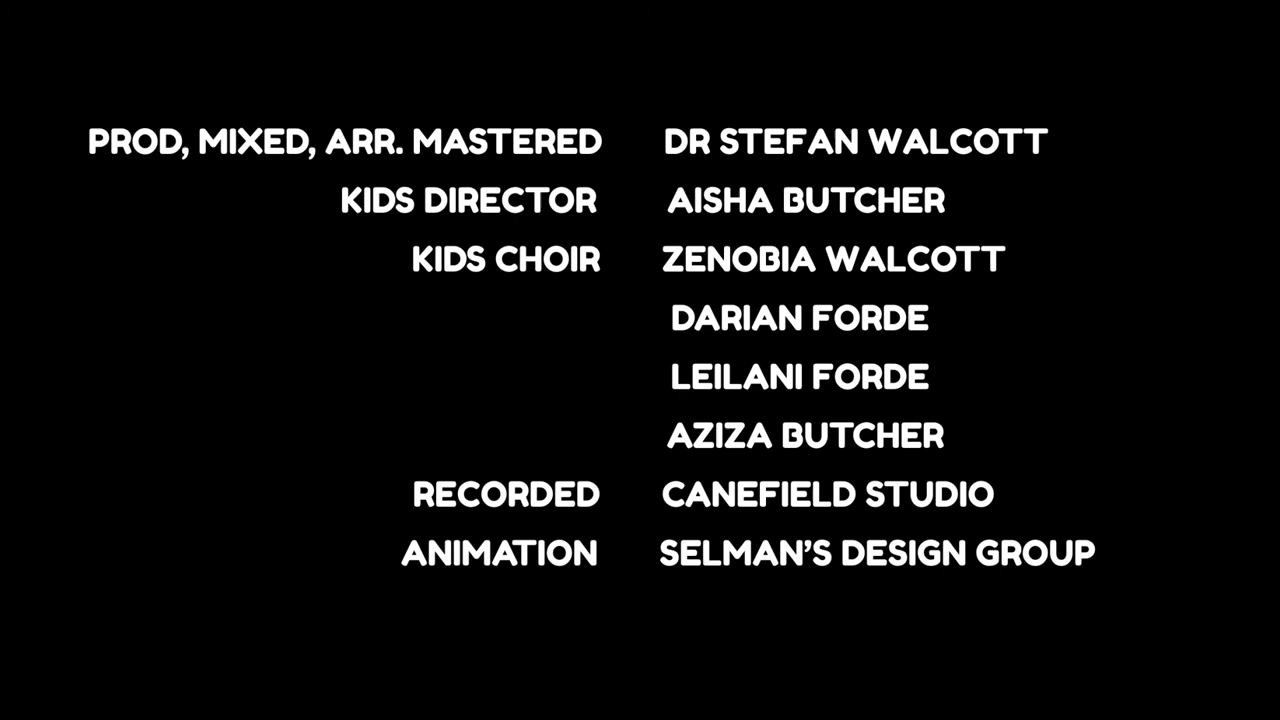 PROD, MIXED, ARR. MASTERED DR STEFAN WALCOTT
KIDS DIRECTOR AISHA BUTCHER
KIDS CHOIR ZENOBIA WALCOTT
DARIAN FORDE
LEILANI FORDE
AZIZA BUTCHER
RECORDED CANEFIELD STUDIO
ANIMATION SELMAN’S DESIGN GROUP